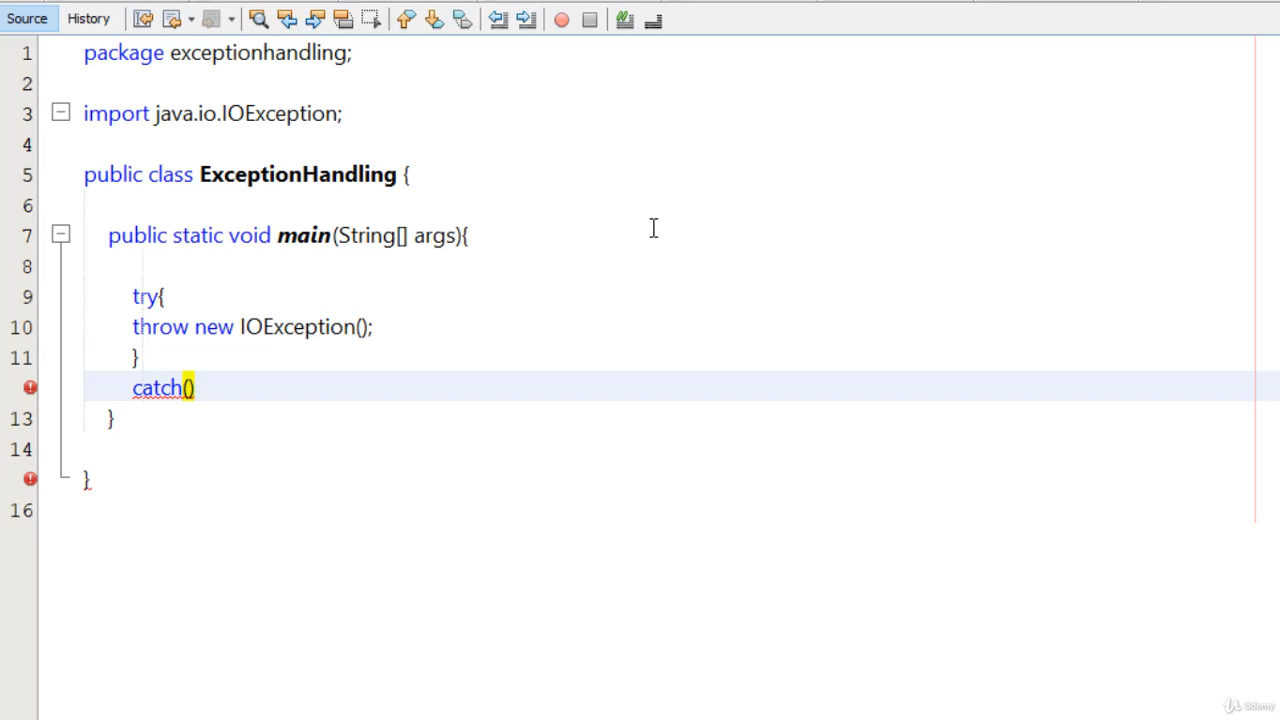 Source History
1 package exceptionhandling;
2
3 import java.io.IOException;
4
5 public class ExceptionHandling {
6
7 public static void main(String[] args){
8
9 try{
10 throw new IOException();
11 }
catch()
13 }
14
}
16
Udemy